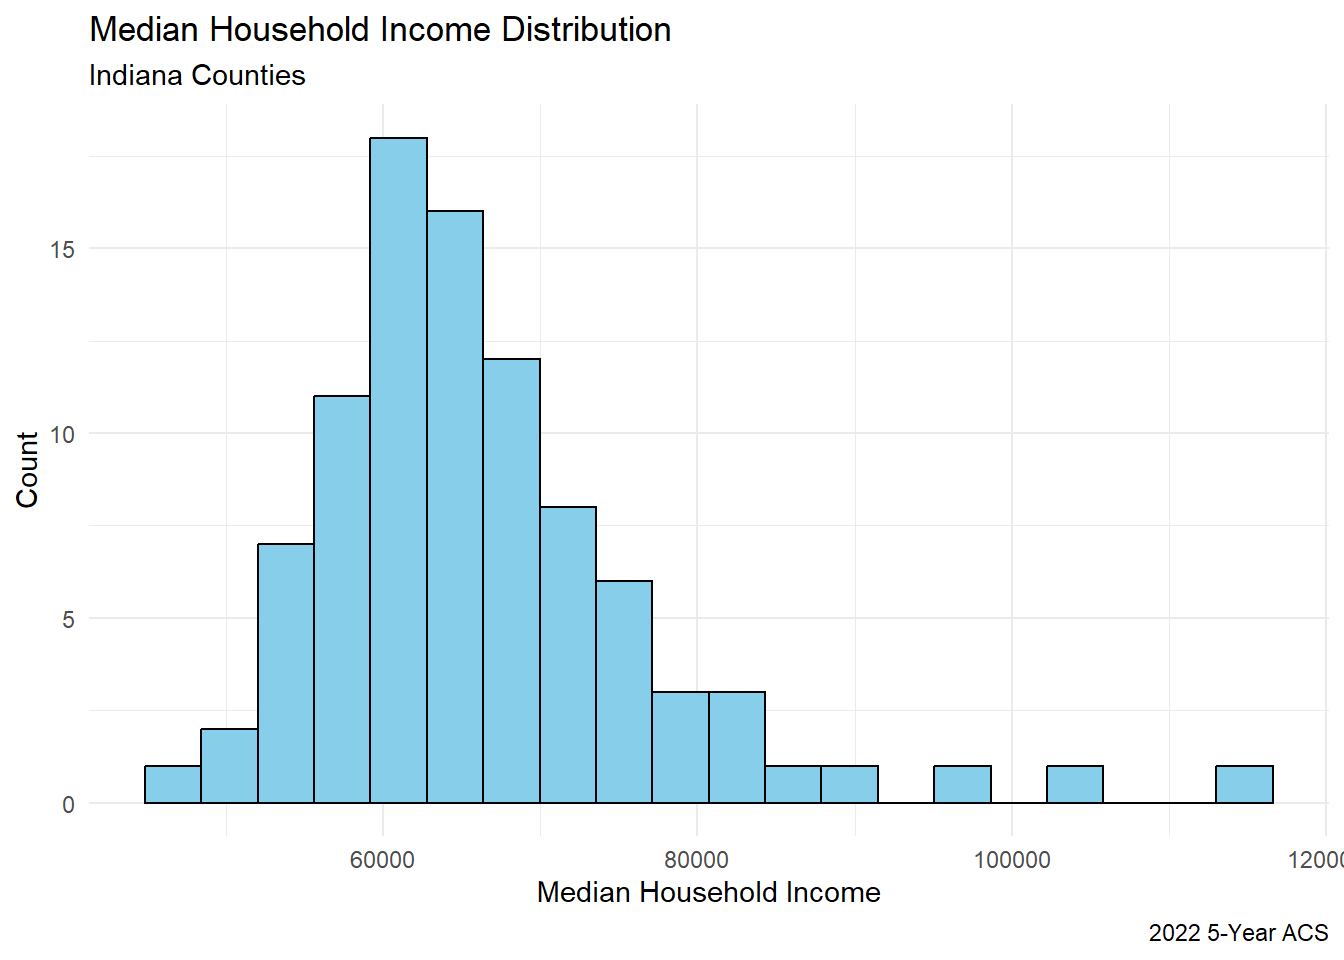 Median Household Income Distribution
Indiana Counties
15
10
5
0
Count
60000
80000
100000
12000
Median Household Income
2022 5-Year ACS